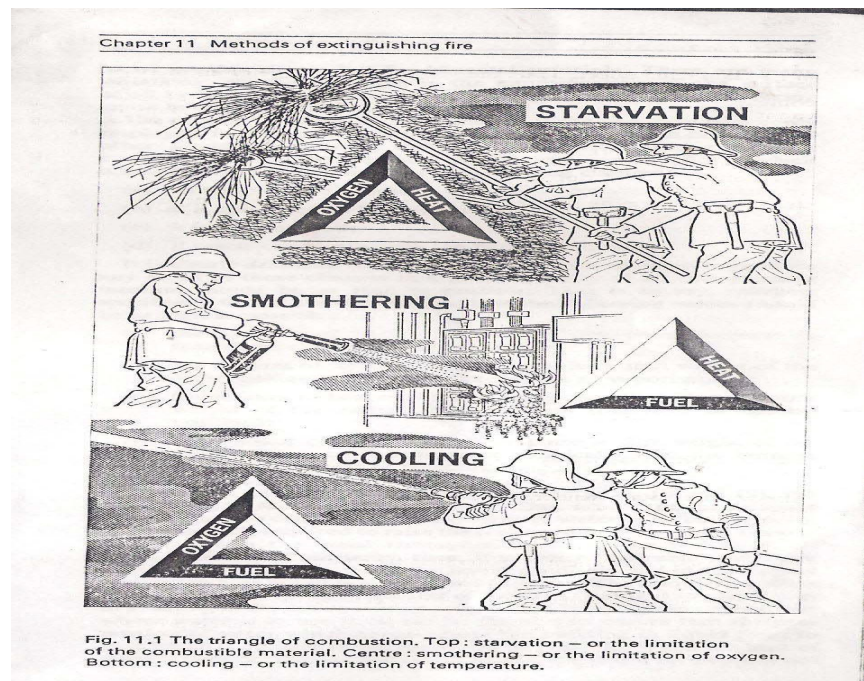 Chapter 11 Methods of extinguishing fire
STARVATION
OXYGEN
HEAT
SMOTHERING
HEAT
FUEL
COOLING
OXYGEN
FUEL
Fig. 11.1 The triangle of combustion. Top : starvation – or the limitation
of the combustible material. Centre : smothering – or the limitation of oxygen.
Bottom : cooling – or the limitation of temperature.